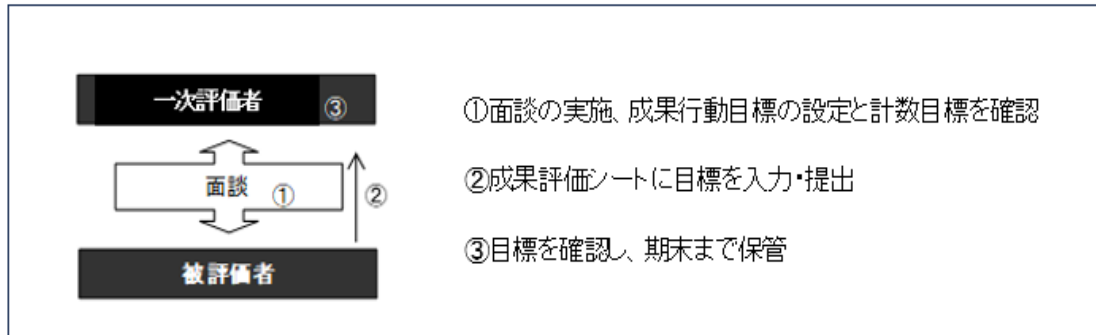 一次評価者 ③
①面談の実施、成果行動目標の設定と計数目標を確認
面談 ①
②
②成果評価シートに目標を入力・提出
③目標を確認し、期末まで保管
被評価者